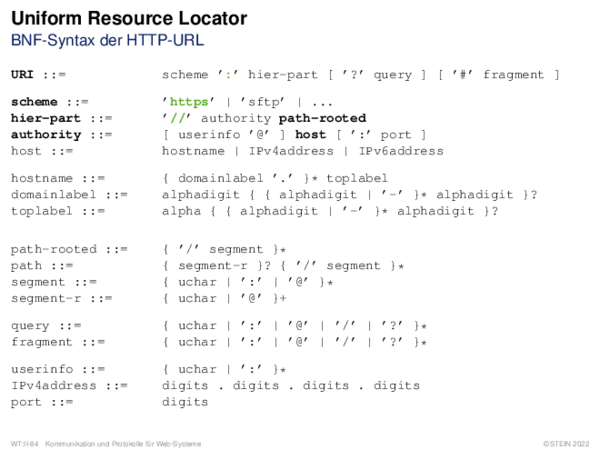 Uniform Resource Locator
BNF-Syntax der HTTP-URL
URI ::= scheme ':' hier-part [ '?' query ] [ '#' fragment ]
scheme ::= 'https' | 'sftp' | ...
hier-part ::= '//' authority path-rooted
authority ::= [ userinfo '@' ] host [ ':' port ]
host ::= hostname | IPv4address | IPv6address
hostname ::= { domainlabel '.' }* toplabel
domainlabel ::= alphadigit { { alphadigit | '-' }* alphadigit }?
toplabel ::= alpha { { alphadigit | '-' }* alphadigit }?
path-rooted ::= { '/' segment }*
path ::= { segment-r }? { '/' segment }*
segment ::= { uchar | ':' | '@' }*
segment-r ::= { uchar | '@' }+
query ::= { uchar | ':' | '@' | '/' | '?' }*
fragment ::= { uchar | ':' | '@' | '/' | '?' }*
userinfo ::= { uchar | ':' }*
IPv4address ::= digits . digits . digits . digits
port ::= digits
WT:II-84 Kommunikation und Protokolle für Web-Systeme ©STEIN 2022